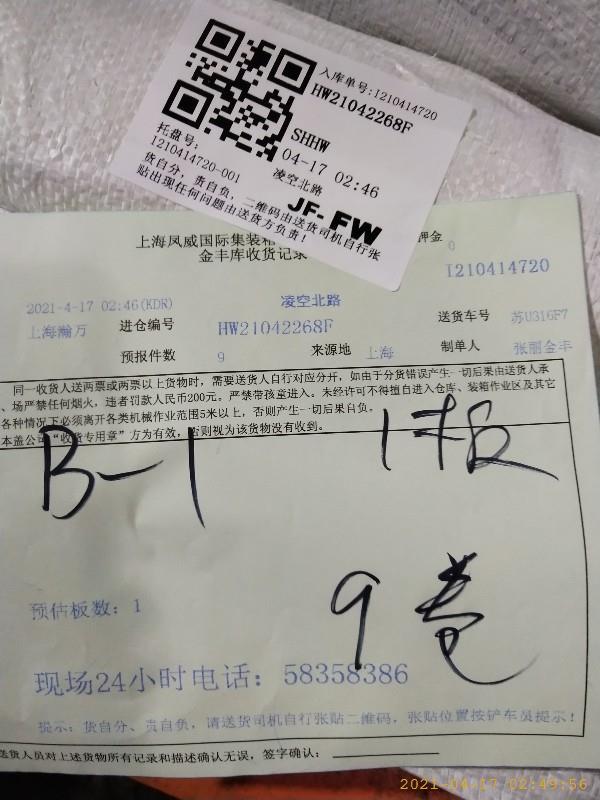 入库单号:I210414720
HW21042268F
SHHW
04-17 02:46
凌空北路
托盘号:
I210414720-001
JF-FW
货自分，责自负，二维码由送货司机自行张
贴出现任何问题由送货方负责！
上海凤威国际集装箱
押金
金丰库收货记录
0
I210414720
2021-4-17 02:46(KDR)
凌空北路
上海瀚万
进仓编号
HW21042268F
送货车号
苏U316F7
预报件数
9
来源地
上海
制单人
张丽金丰
同一收货人送两票或两票以上货物时，需要送货人自行对应分开，如由于分货错误产生一切后果由送货人承
、场严禁任何烟火，违者罚款人民币200元。严禁带孩童进入。未经许可不得擅自进入仓库、装箱作业区及其它
各种情况下必须离开各类机械作业范围5米以上，否则产生一切后果自负。
本盖公司“收货专用章”方为有效，否则视为该货物没有收到。
B-1
1板
9卷
预估板数：1
现场24小时电话：58358386
提示：货自分、责自负，请送货司机自行张贴二维码，张贴位置按铲车员提示！
送货人员对上述货物所有记录和描述确认无误，签字确认：
2021-04-17 02:49:56